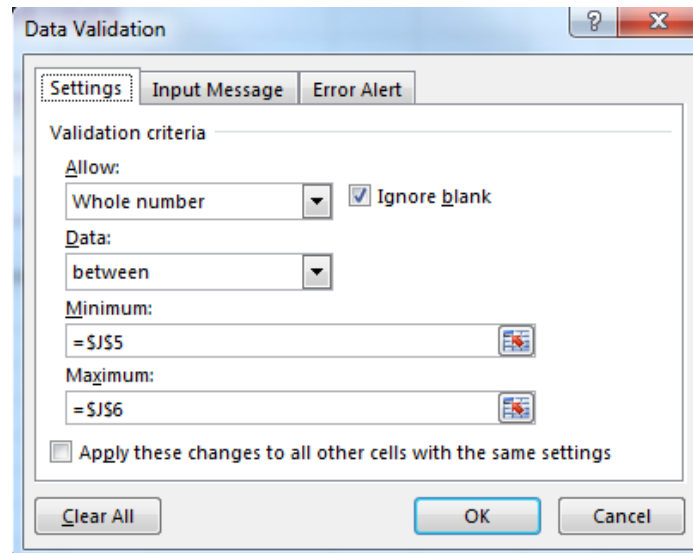 Data Validation
Settings Input Message Error Alert
Validation criteria
Allow:
Whole number Ignore blank
Data:
between
Minimum:
=$J$5
Maximum:
=$J$6
Apply these changes to all other cells with the same settings
Clear All OK Cancel